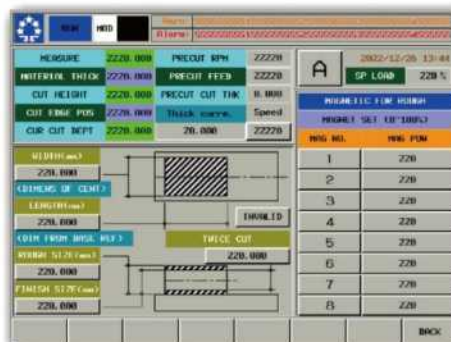 MAD
Alarm:
2022/12/26 13:44
A
SP LOAD 220 %
MEASURE 2220.000 PRECUT RPM 22220
MATERIAL THICK 2220.000 PRECUT FEED 22220
CUT HEIGHT 2220.000 PRECUT CUT THK 0.000
CUT EDGE POS 2220.000 Thick corre. Speed
CUR CUT DEPT 2220.000 20.000 22220
MAGNETIC FOR ROUGH
MAGNET SET (0~100%)
MAG NO. MAG POW
1 220
2 220
3 220
4 220
5 220
6 220
7 220
8 220
WIDTH(mm)
220.000
<DIMENS OF CENT>
LENGTH(mm)
220.000
INVALID
<DIM FROM BASE REF>
TWICE CUT
220.000
ROUGH SIZE(mm)
220.000
FINISH SIZE(mm)
220.000
BACK